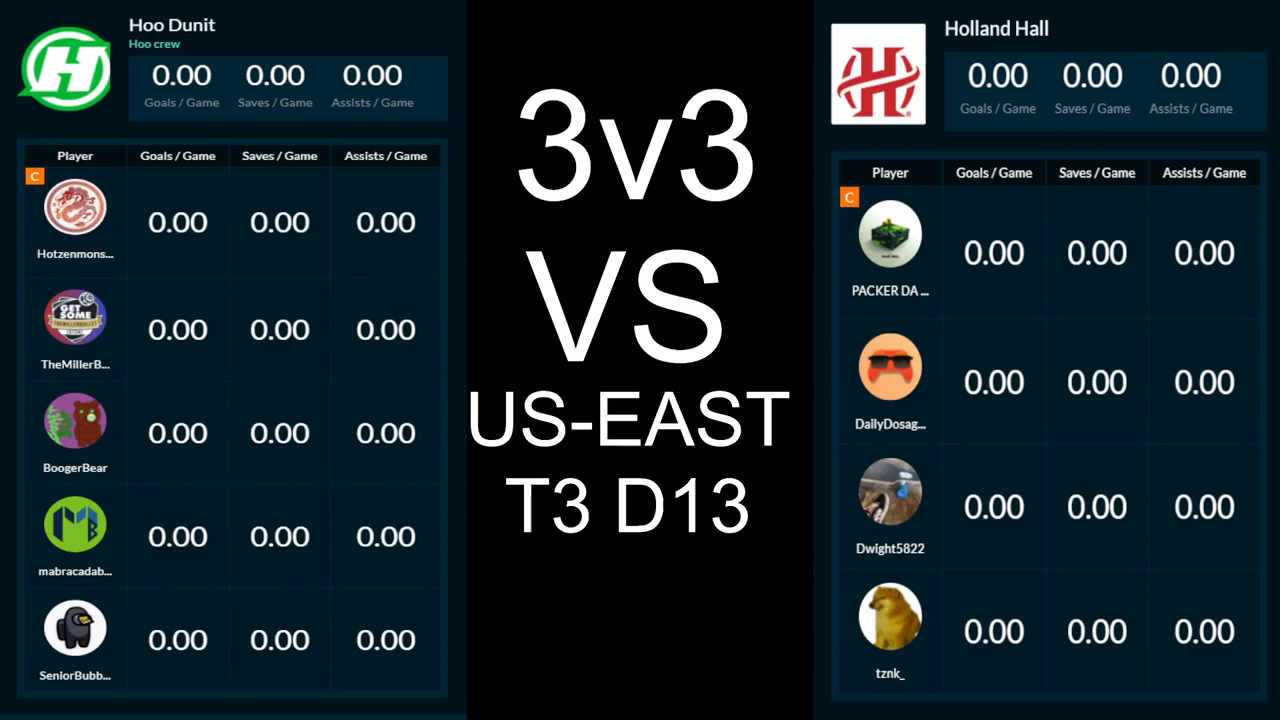 Hoo Dunit
Hoo crew
0.00 0.00 0.00
Goals / Game Saves / Game Assists / Game
Player Goals / Game Saves / Game Assists / Game
C
Hotzenmons... 0.00 0.00 0.00
GET SOME
THEMILLERBULLET
TheMillerB... 0.00 0.00 0.00
BoogerBear 0.00 0.00 0.00
mabracadab... 0.00 0.00 0.00
SeniorBubb... 0.00 0.00 0.00
3v3
VS
US-EAST
T3 D13
H
Holland Hall
0.00 0.00 0.00
Goals / Game Saves / Game Assists / Game
Player Goals / Game Saves / Game Assists / Game
C
PACKER DA ... 0.00 0.00 0.00
DailyDosag... 0.00 0.00 0.00
Dwight5822 0.00 0.00 0.00
tznk_ 0.00 0.00 0.00